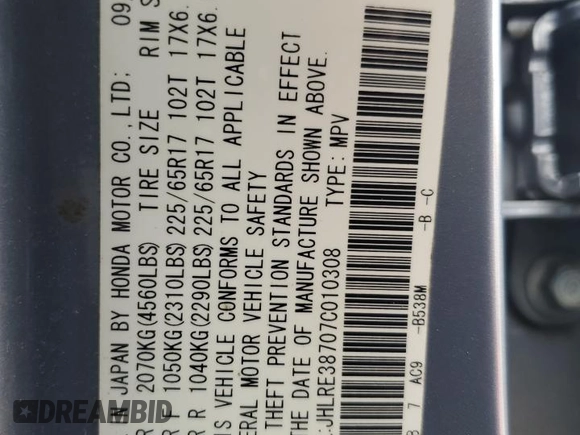 N JAPAN BY HONDA MOTOR CO.,LTD; 09
R 2070KG(4560LBS) TIRE SIZE RIM S
R F 1050KG(2310LBS)225/65R17 102T 17X6.
R R 1040KG(2290LBS)225/65R17 102T 17X6.
S VEHICLE CONFORMS TO ALL APPLICABLE
ERAL MOTOR VEHICLE SAFETY
THEFT PREVENTION STANDARDS IN EFFECT
THE DATE OF MANUFACTURE SHOWN ABOVE.
:JHLRE38707C010308 TYPE: MPV
B 7 AC9 -B538M -B -C
AUTOHELPERBOT.COM